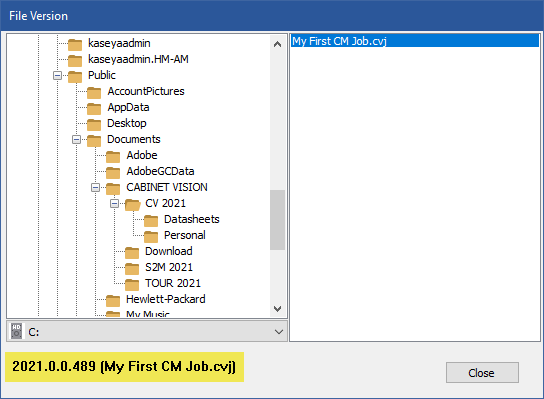 File Version
kaseyaadmin
kaseyaadmin.HM-AM
Public
AccountPictures
AppData
Desktop
Documents
Adobe
AdobeGCData
CABINET VISION
CV 2021
Datasheets
Personal
Download
S2M 2021
TOUR 2021
Hewlett-Packard
My Music
My First CM Job.cvj
C:
2021.0.0.489 (My First CM Job.cvj)
Close